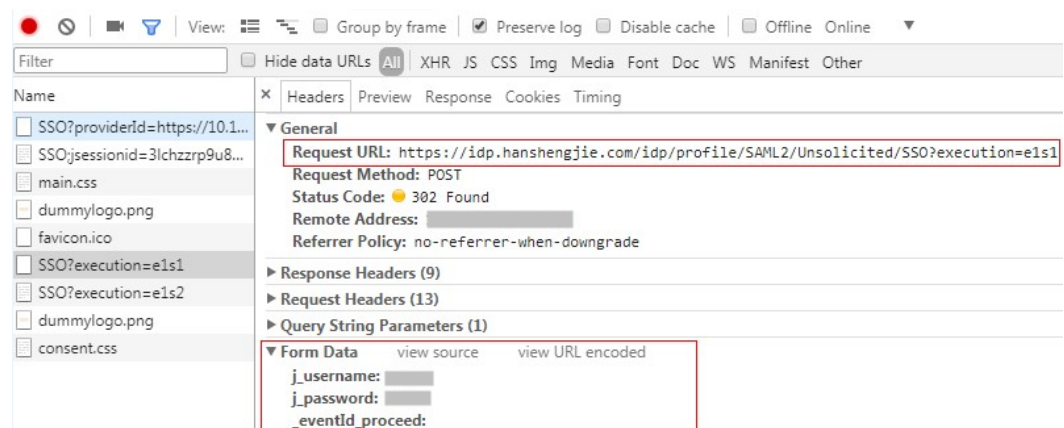 View: Group by frame Preserve log Disable cache Offline Online
Filter Hide data URLs All XHR JS CSS Img Media Font Doc WS Manifest Other
Name × Headers Preview Response Cookies Timing
SSO?providerId=https://10.1...
SSO;jsessionid=3lchzzrp9u8...
main.css
dummylogo.png
favicon.ico
SSO?execution=e1s1
SSO?execution=e1s2
dummylogo.png
consent.css
▼ General
Request URL: https://idp.hanshengjie.com/idp/profile/SAML2/Unsolicited/SSO?execution=e1s1
Request Method: POST
Status Code: 302 Found
Remote Address:
Referrer Policy: no-referrer-when-downgrade
▶ Response Headers (9)
▶ Request Headers (13)
▶ Query String Parameters (1)
▼ Form Data view source view URL encoded
j_username:
j_password:
_eventId_proceed: